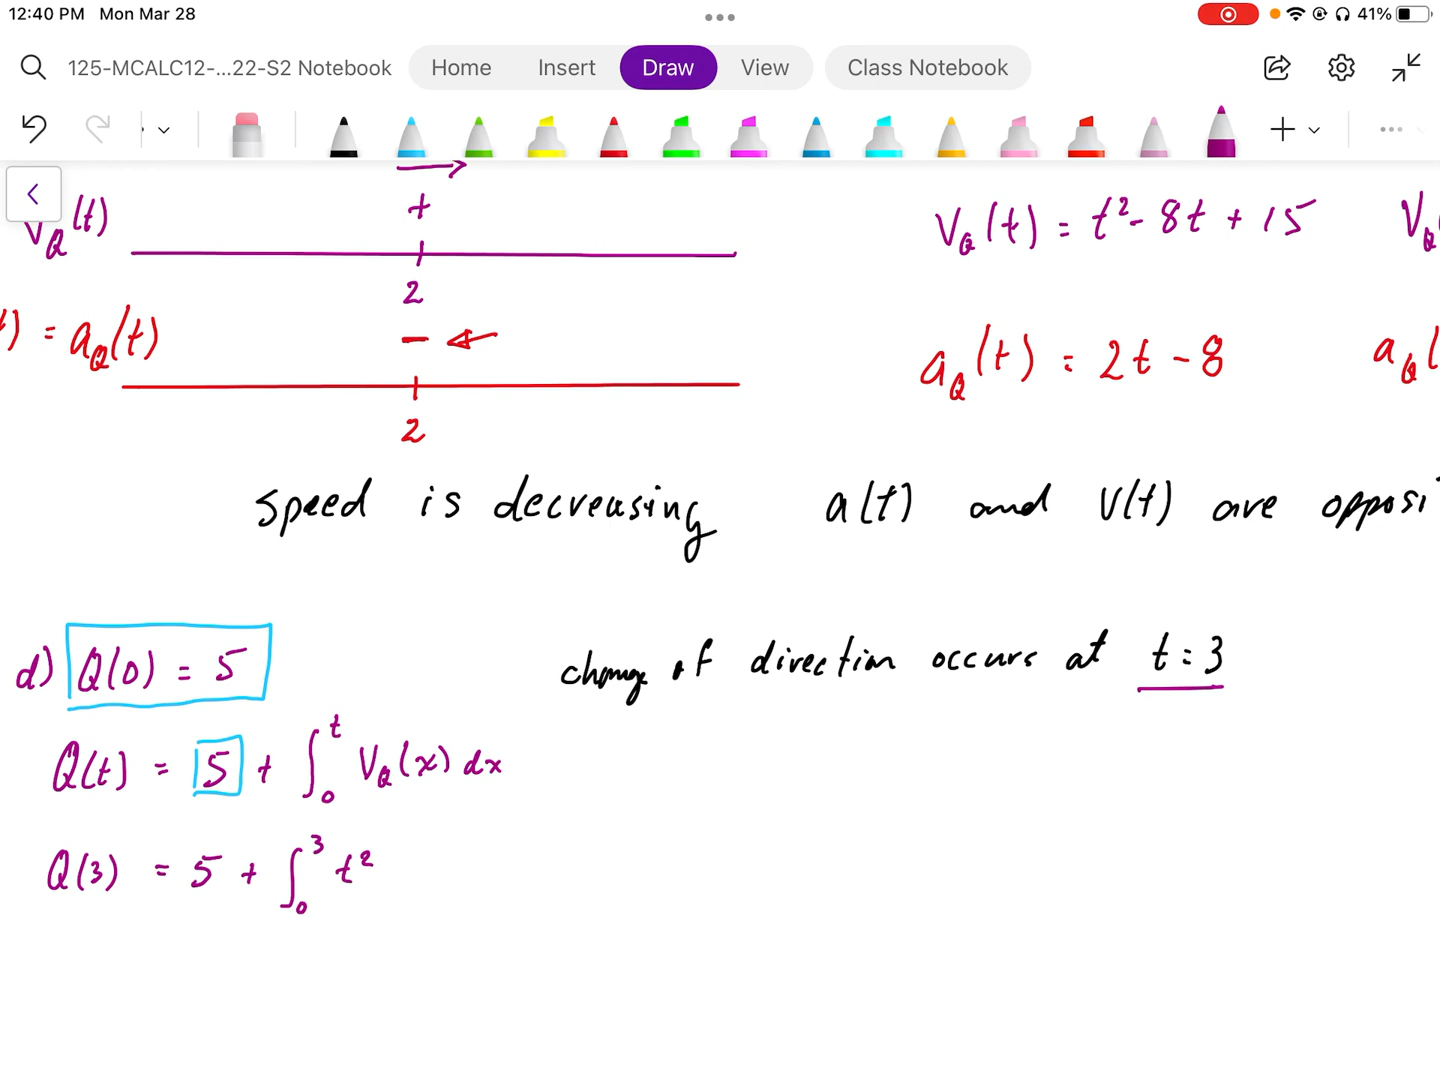 12:40 PM Mon Mar 28
41%
125-MCALC12-...22-S2 Notebook Home Insert Draw View Class Notebook
+
V_Q(t)
2
V_Q(t) = t² - 8t + 15
V_Q
) = a_Q(t)
-
2
a_Q(t) = 2t - 8
a_Q(
speed is decreasing
a(t) and v(t) are opposi
d) Q(0) = 5
change of direction occurs at t = 3
Q(t) = 5 + ∫₀ᵗ V_Q(x) dx
Q(3) = 5 + ∫₀³ t²